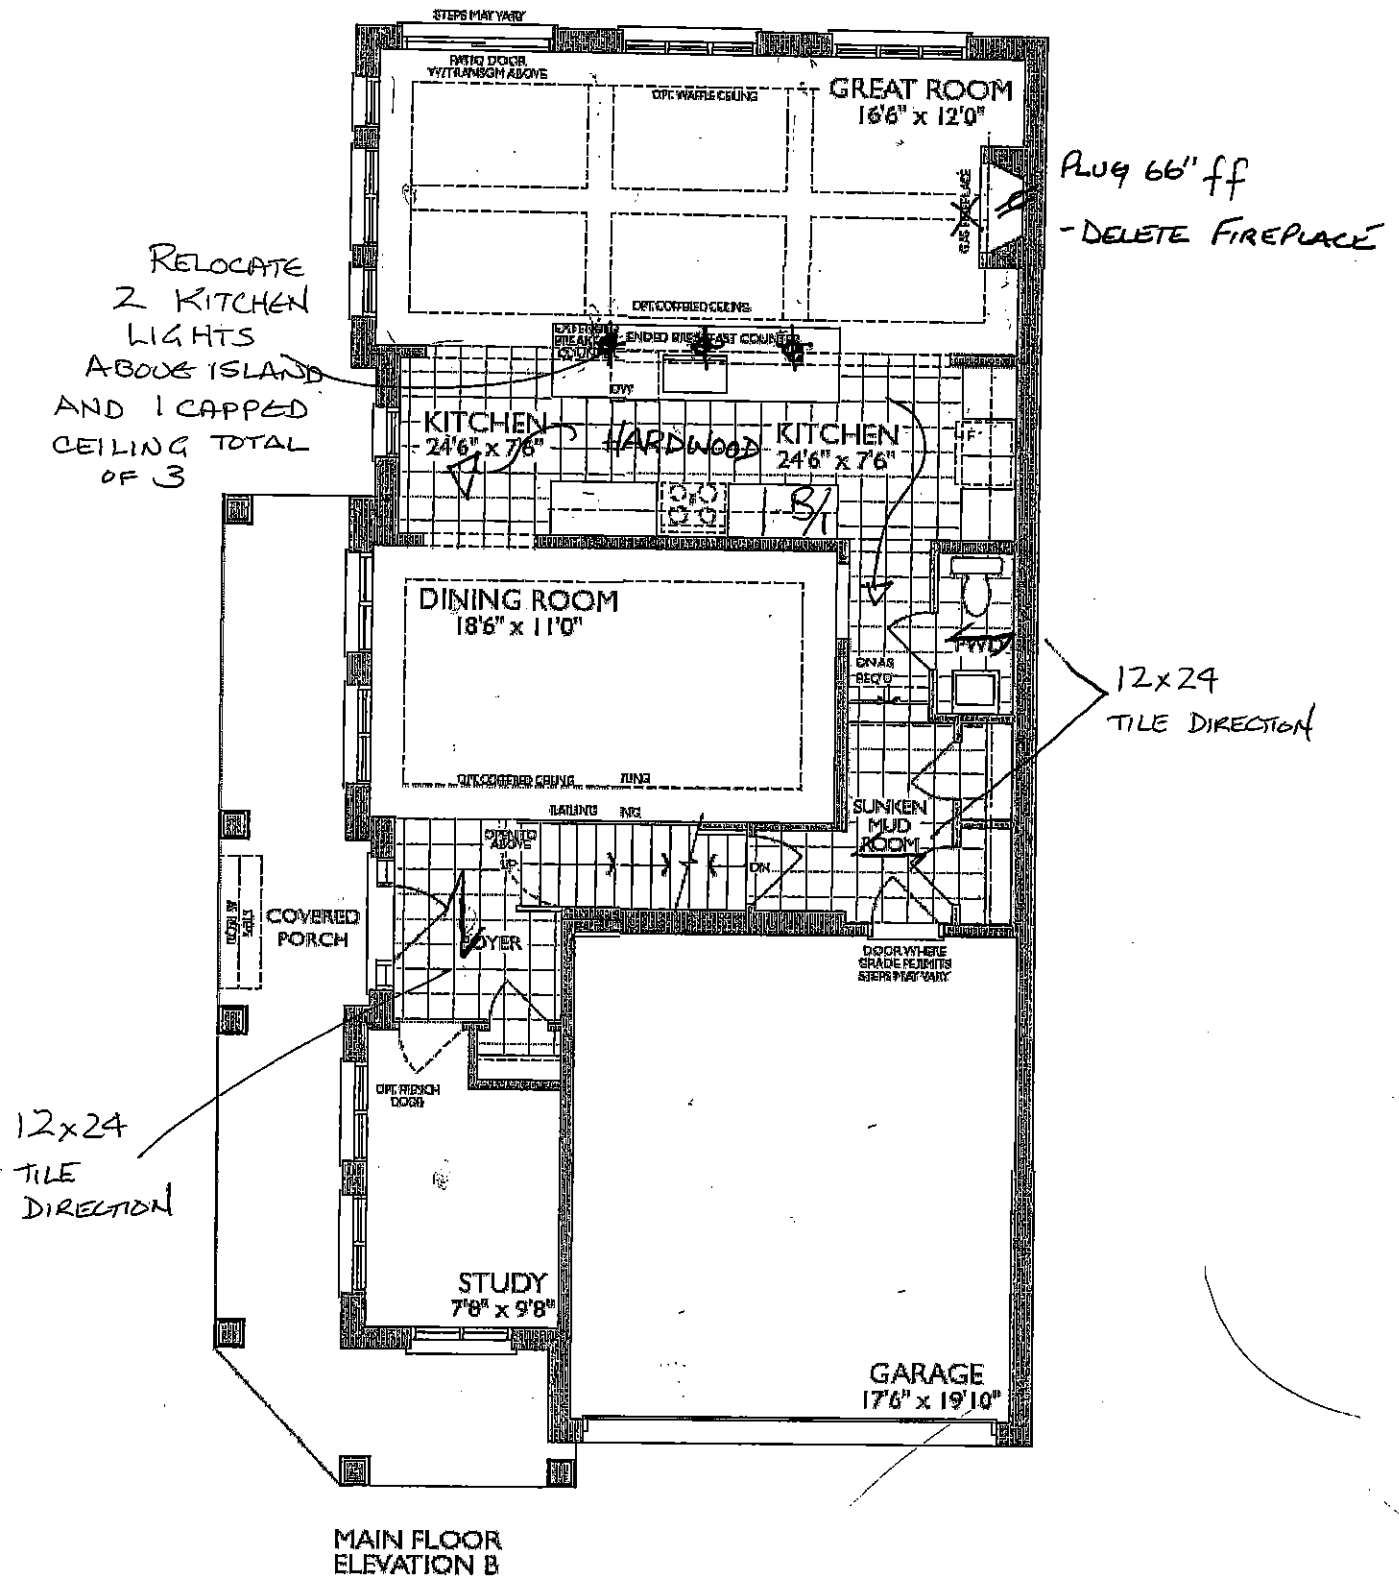 STEPS MAY VARY
PATIO DOOR
W/TRANSOM ABOVE
OPT. WAFFLE CEILING
GREAT ROOM
16'6" x 12'0"
GAS FIREPLACE
PLUG 66" ff
- DELETE FIREPLACE
RELOCATE
2 KITCHEN
LIGHTS
ABOVE ISLAND
AND 1 CAPPED
CEILING TOTAL
OF 3
OPT. COFFERED CEILING
ENDED BREAKFAST COUNTER
DW
KITCHEN
24'6" x 7'6"
HARDWOOD
KITCHEN
24'6" x 7'6"
F
B/I
DINING ROOM
18'6" x 11'0"
PWD
REQ'D
12x24
TILE DIRECTION
OPT. COFFERED CEILING
RAILING
OPEN TO
ABOVE
UP
DN
SUNKEN
MUD
ROOM
COVERED
PORCH
FOYER
DOOR WHERE
GRADE PERMITS
STEPS MAY VARY
OPT. FRENCH
DOOR
12x24
TILE
DIRECTION
STUDY
7'8" x 9'8"
GARAGE
17'6" x 19'10"
MAIN FLOOR
ELEVATION B